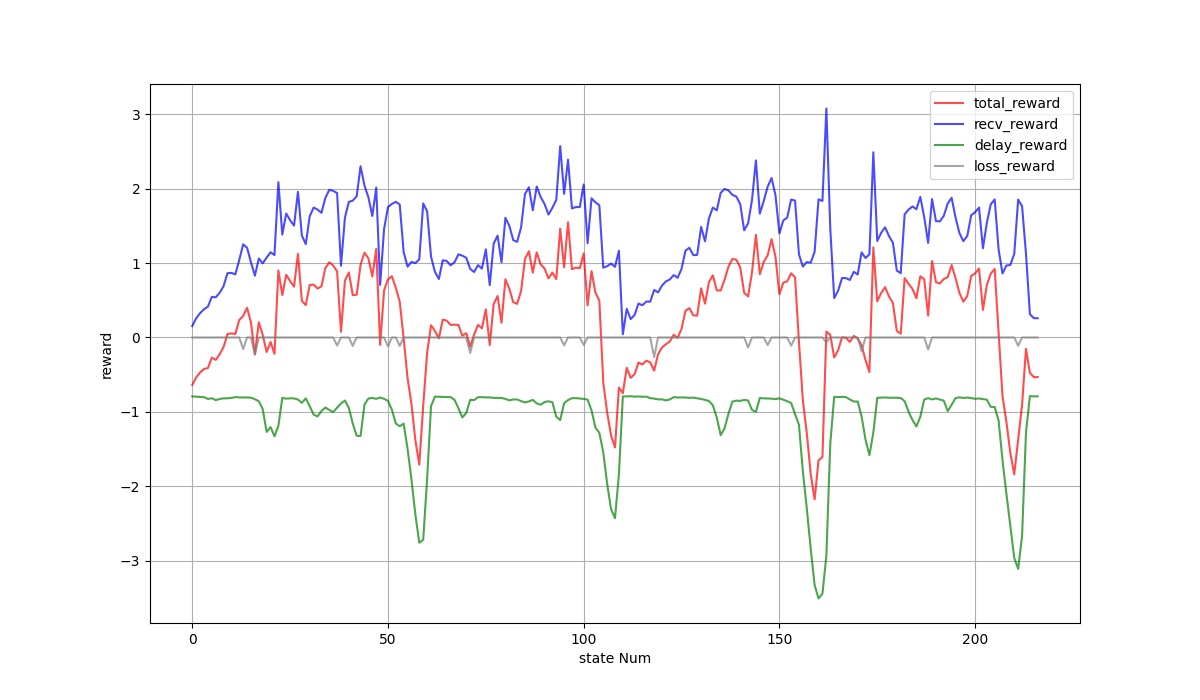 total_reward
recv_reward
delay_reward
loss_reward
reward
3
2
1
0
−1
−2
−3
0 50 100 150 200
state Num